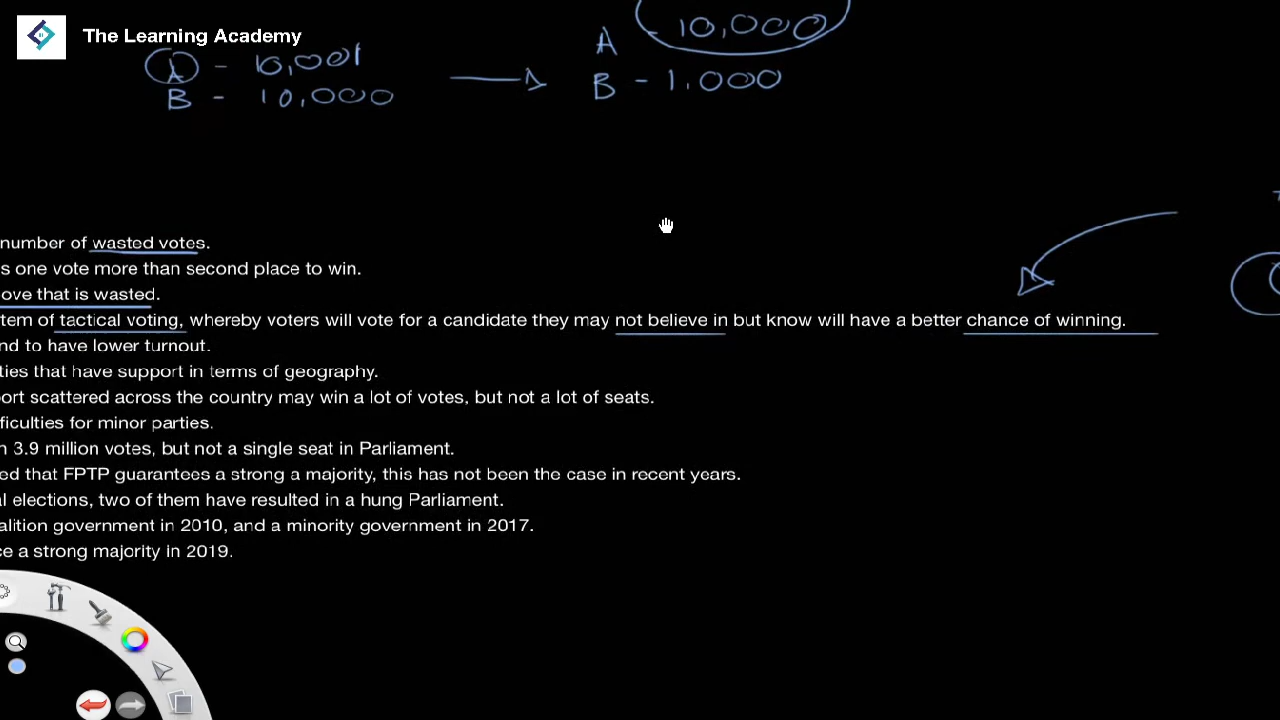 The Learning Academy
A - 10,000
A - 10,001
B - 10,000
B - 1,000
number of wasted votes.
s one vote more than second place to win.
ove that is wasted.
tem of tactical voting, whereby voters will vote for a candidate they may not believe in but know will have a better chance of winning.
nd to have lower turnout.
ties that have support in terms of geography.
port scattered across the country may win a lot of votes, but not a lot of seats.
fficulties for minor parties.
n 3.9 million votes, but not a single seat in Parliament.
ed that FPTP guarantees a strong a majority, this has not been the case in recent years.
al elections, two of them have resulted in a hung Parliament.
alition government in 2010, and a minority government in 2017.
ce a strong majority in 2019.